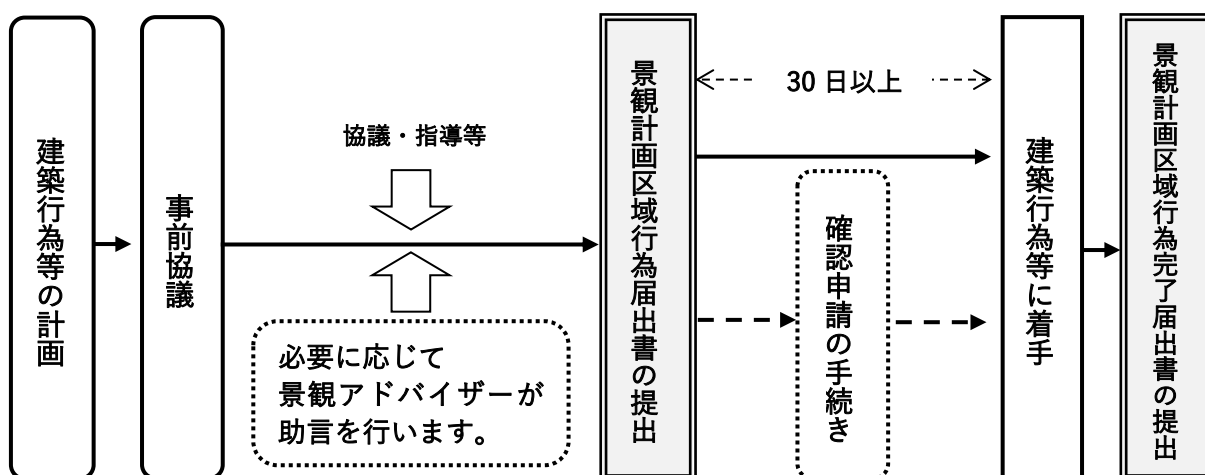 建築行為等の計画
事前協議
協議・指導等
必要に応じて
景観アドバイザーが
助言を行います。
景観計画区域行為届出書の提出
30 日以上
確認申請の手続き
建築行為等に着手
景観計画区域行為完了届出書の提出